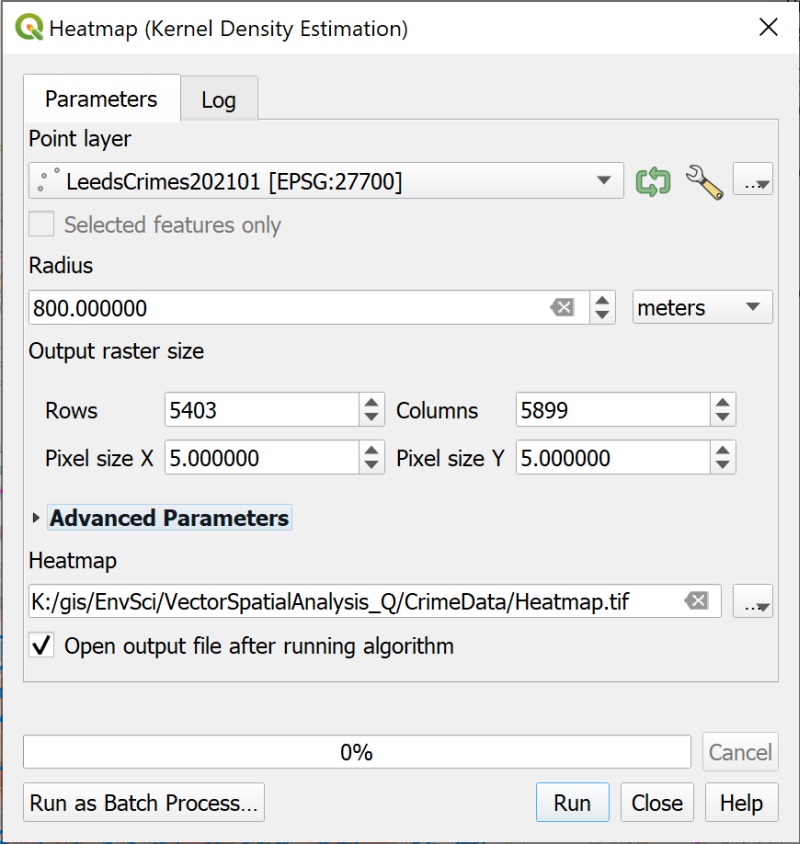 Heatmap (Kernel Density Estimation)
Parameters
Log
Point layer
LeedsCrimes202101 [EPSG:27700]
...
Selected features only
Radius
800.000000
meters
Output raster size
Rows
5403
Columns
5899
Pixel size X
5.000000
Pixel size Y
5.000000
Advanced Parameters
Heatmap
K:/gis/EnvSci/VectorSpatialAnalysis_Q/CrimeData/Heatmap.tif
...
Open output file after running algorithm
0%
Cancel
Run as Batch Process...
Run
Close
Help